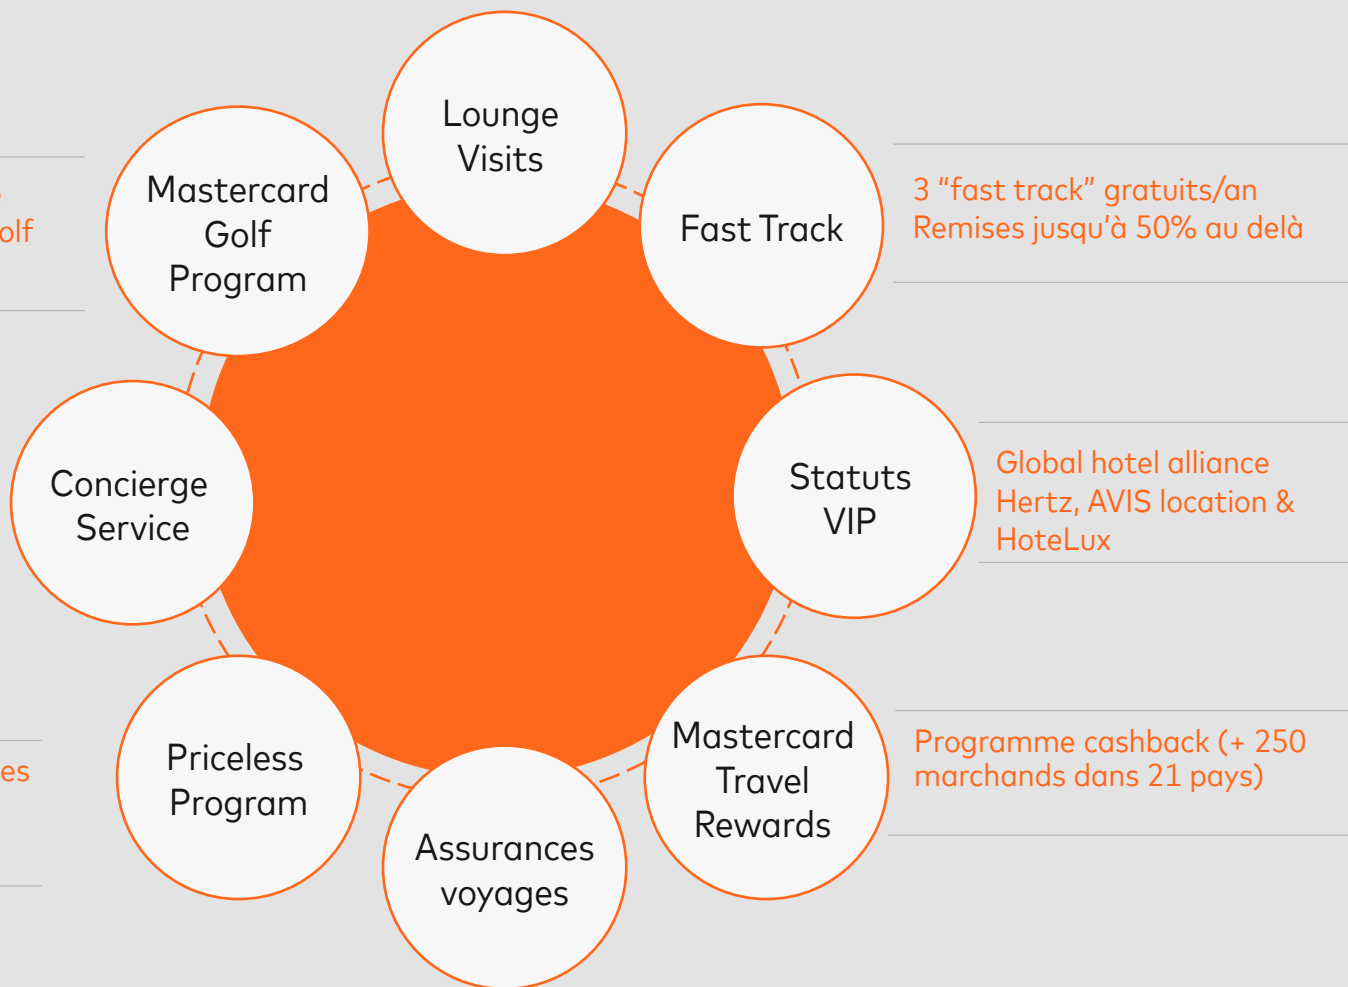 Lounge
Visits
Mastercard
Golf
Program
Fast Track
3 "fast track" gratuits/an
Remises jusqu'à 50% au delà
Concierge
Service
Statuts
VIP
Global hotel alliance
Hertz, AVIS location &
HoteLux
Priceless
Program
Mastercard
Travel
Rewards
Programme cashback (+ 250
marchands dans 21 pays)
Assurances
voyages